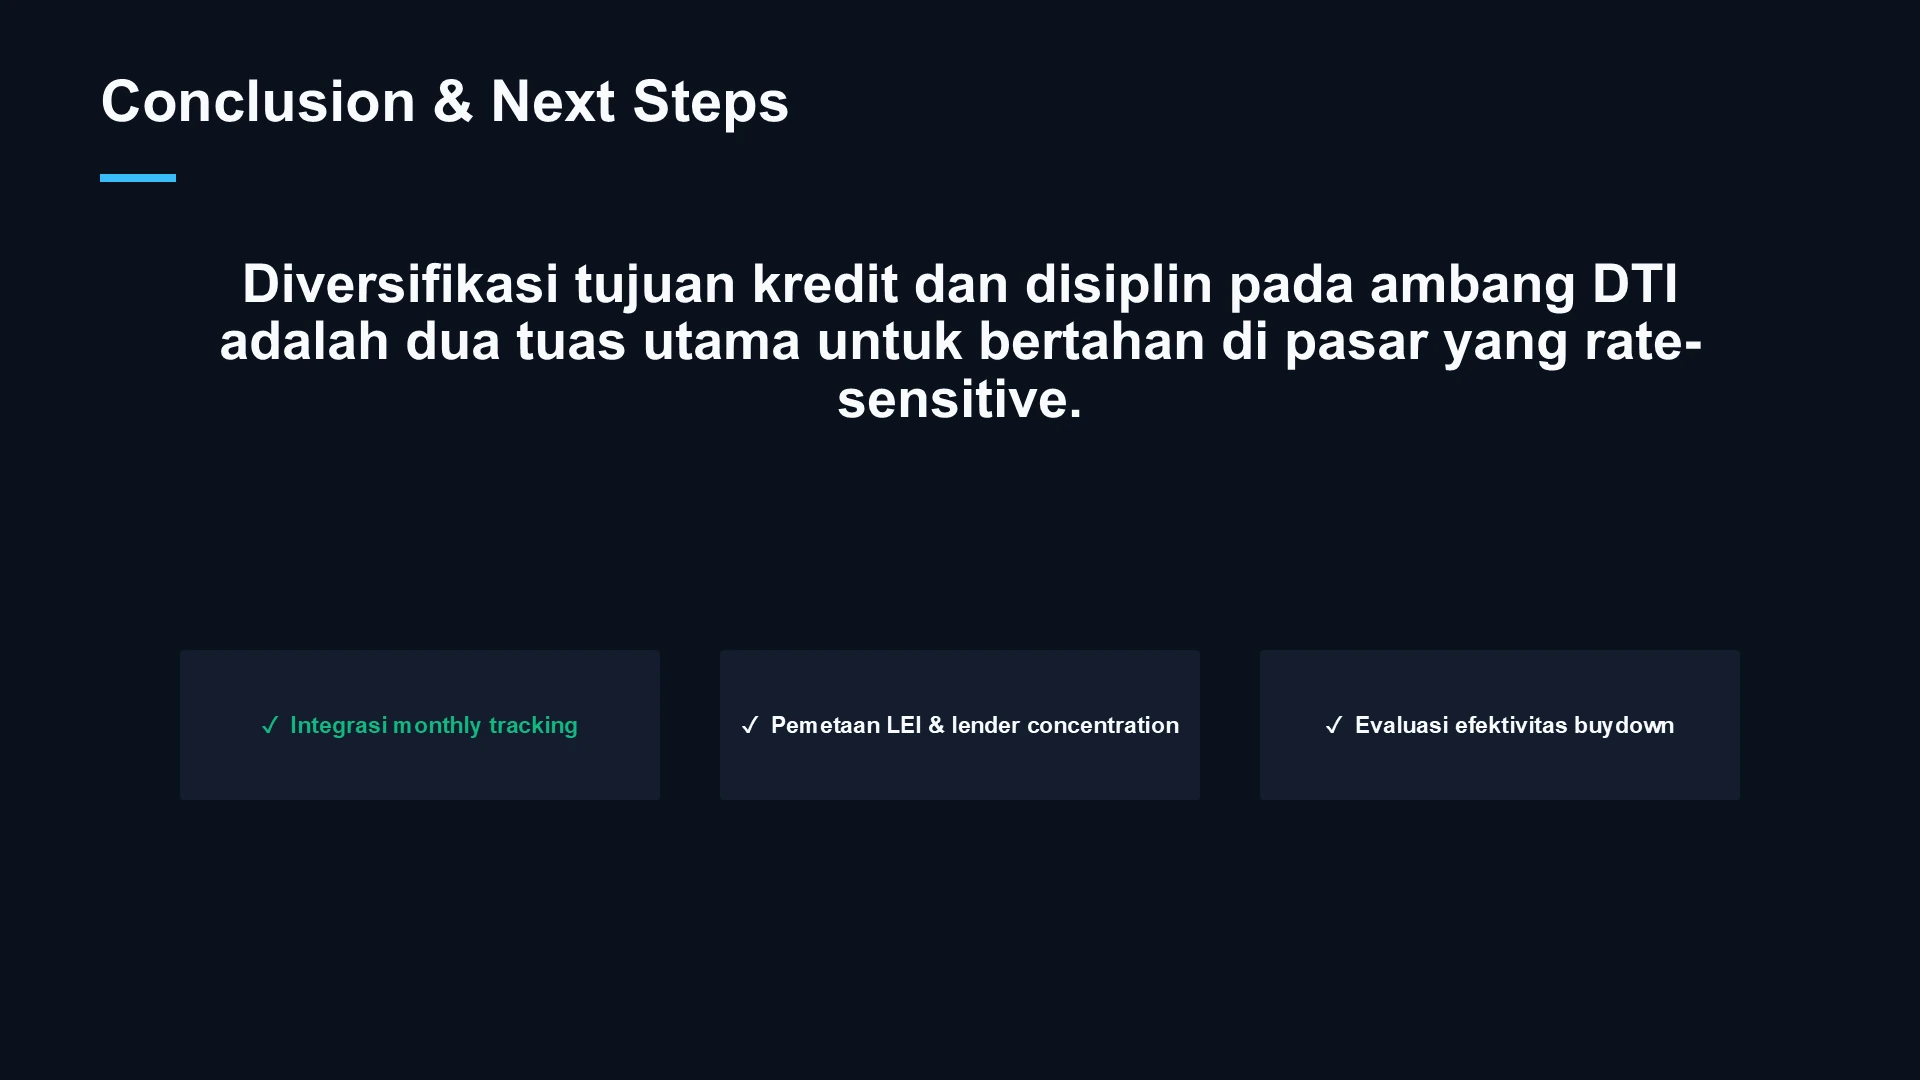 Conclusion & Next Steps
Diversifikasi tujuan kredit dan disiplin pada ambang DTI
adalah dua tuas utama untuk bertahan di pasar yang rate-
sensitive.
✓ Integrasi monthly tracking
✓ Pemetaan LEI & lender concentration
✓ Evaluasi efektivitas buydown